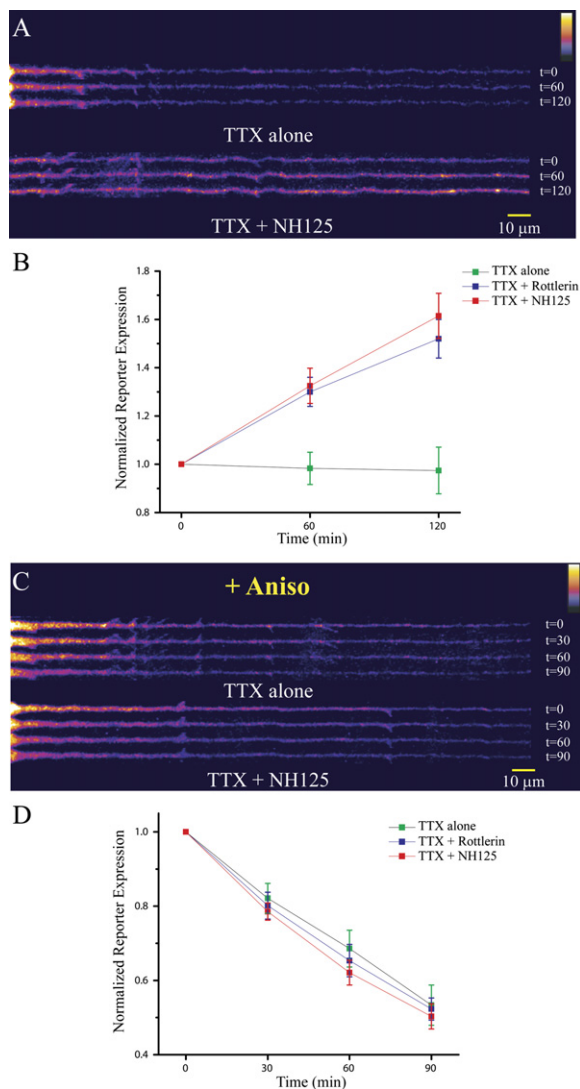 A
t=0
t=60
t=120
TTX alone
t=0
t=60
t=120
TTX + NH125
10 µm
B
TTX alone
TTX + Rottlerin
TTX + NH125
Normalized Reporter Expression
1.8
1.6
1.4
1.2
1.0
0.8
0
60
120
Time (min)
C
+ Aniso
t=0
t=30
t=60
t=90
TTX alone
t=0
t=30
t=60
t=90
TTX + NH125
10 µm
D
TTX alone
TTX + Rottlerin
TTX + NH125
Normalized Reporter Expression
1.0
0.8
0.6
0.4
0
30
60
90
Time (min)